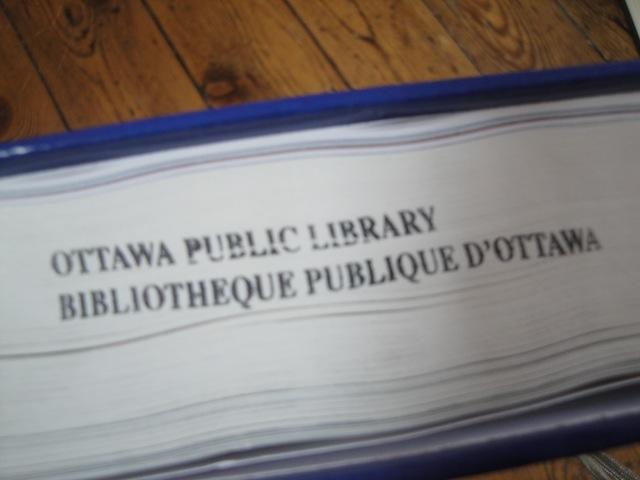 OTTAWA PUBLIC LIBRARY
BIBLIOTHEQUE PUBLIQUE D'OTTAWA